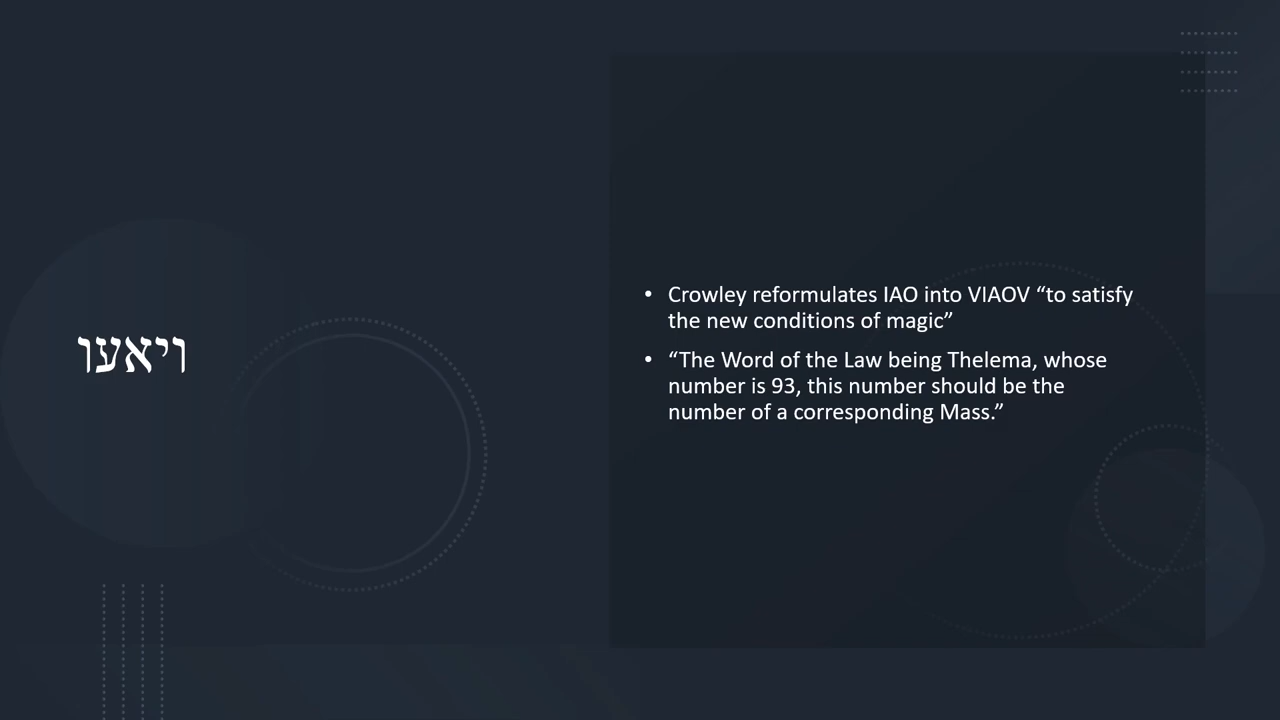 ויאעו
• Crowley reformulates IAO into VIAOV “to satisfy
the new conditions of magic”
• “The Word of the Law being Thelema, whose
number is 93, this number should be the
number of a corresponding Mass.”